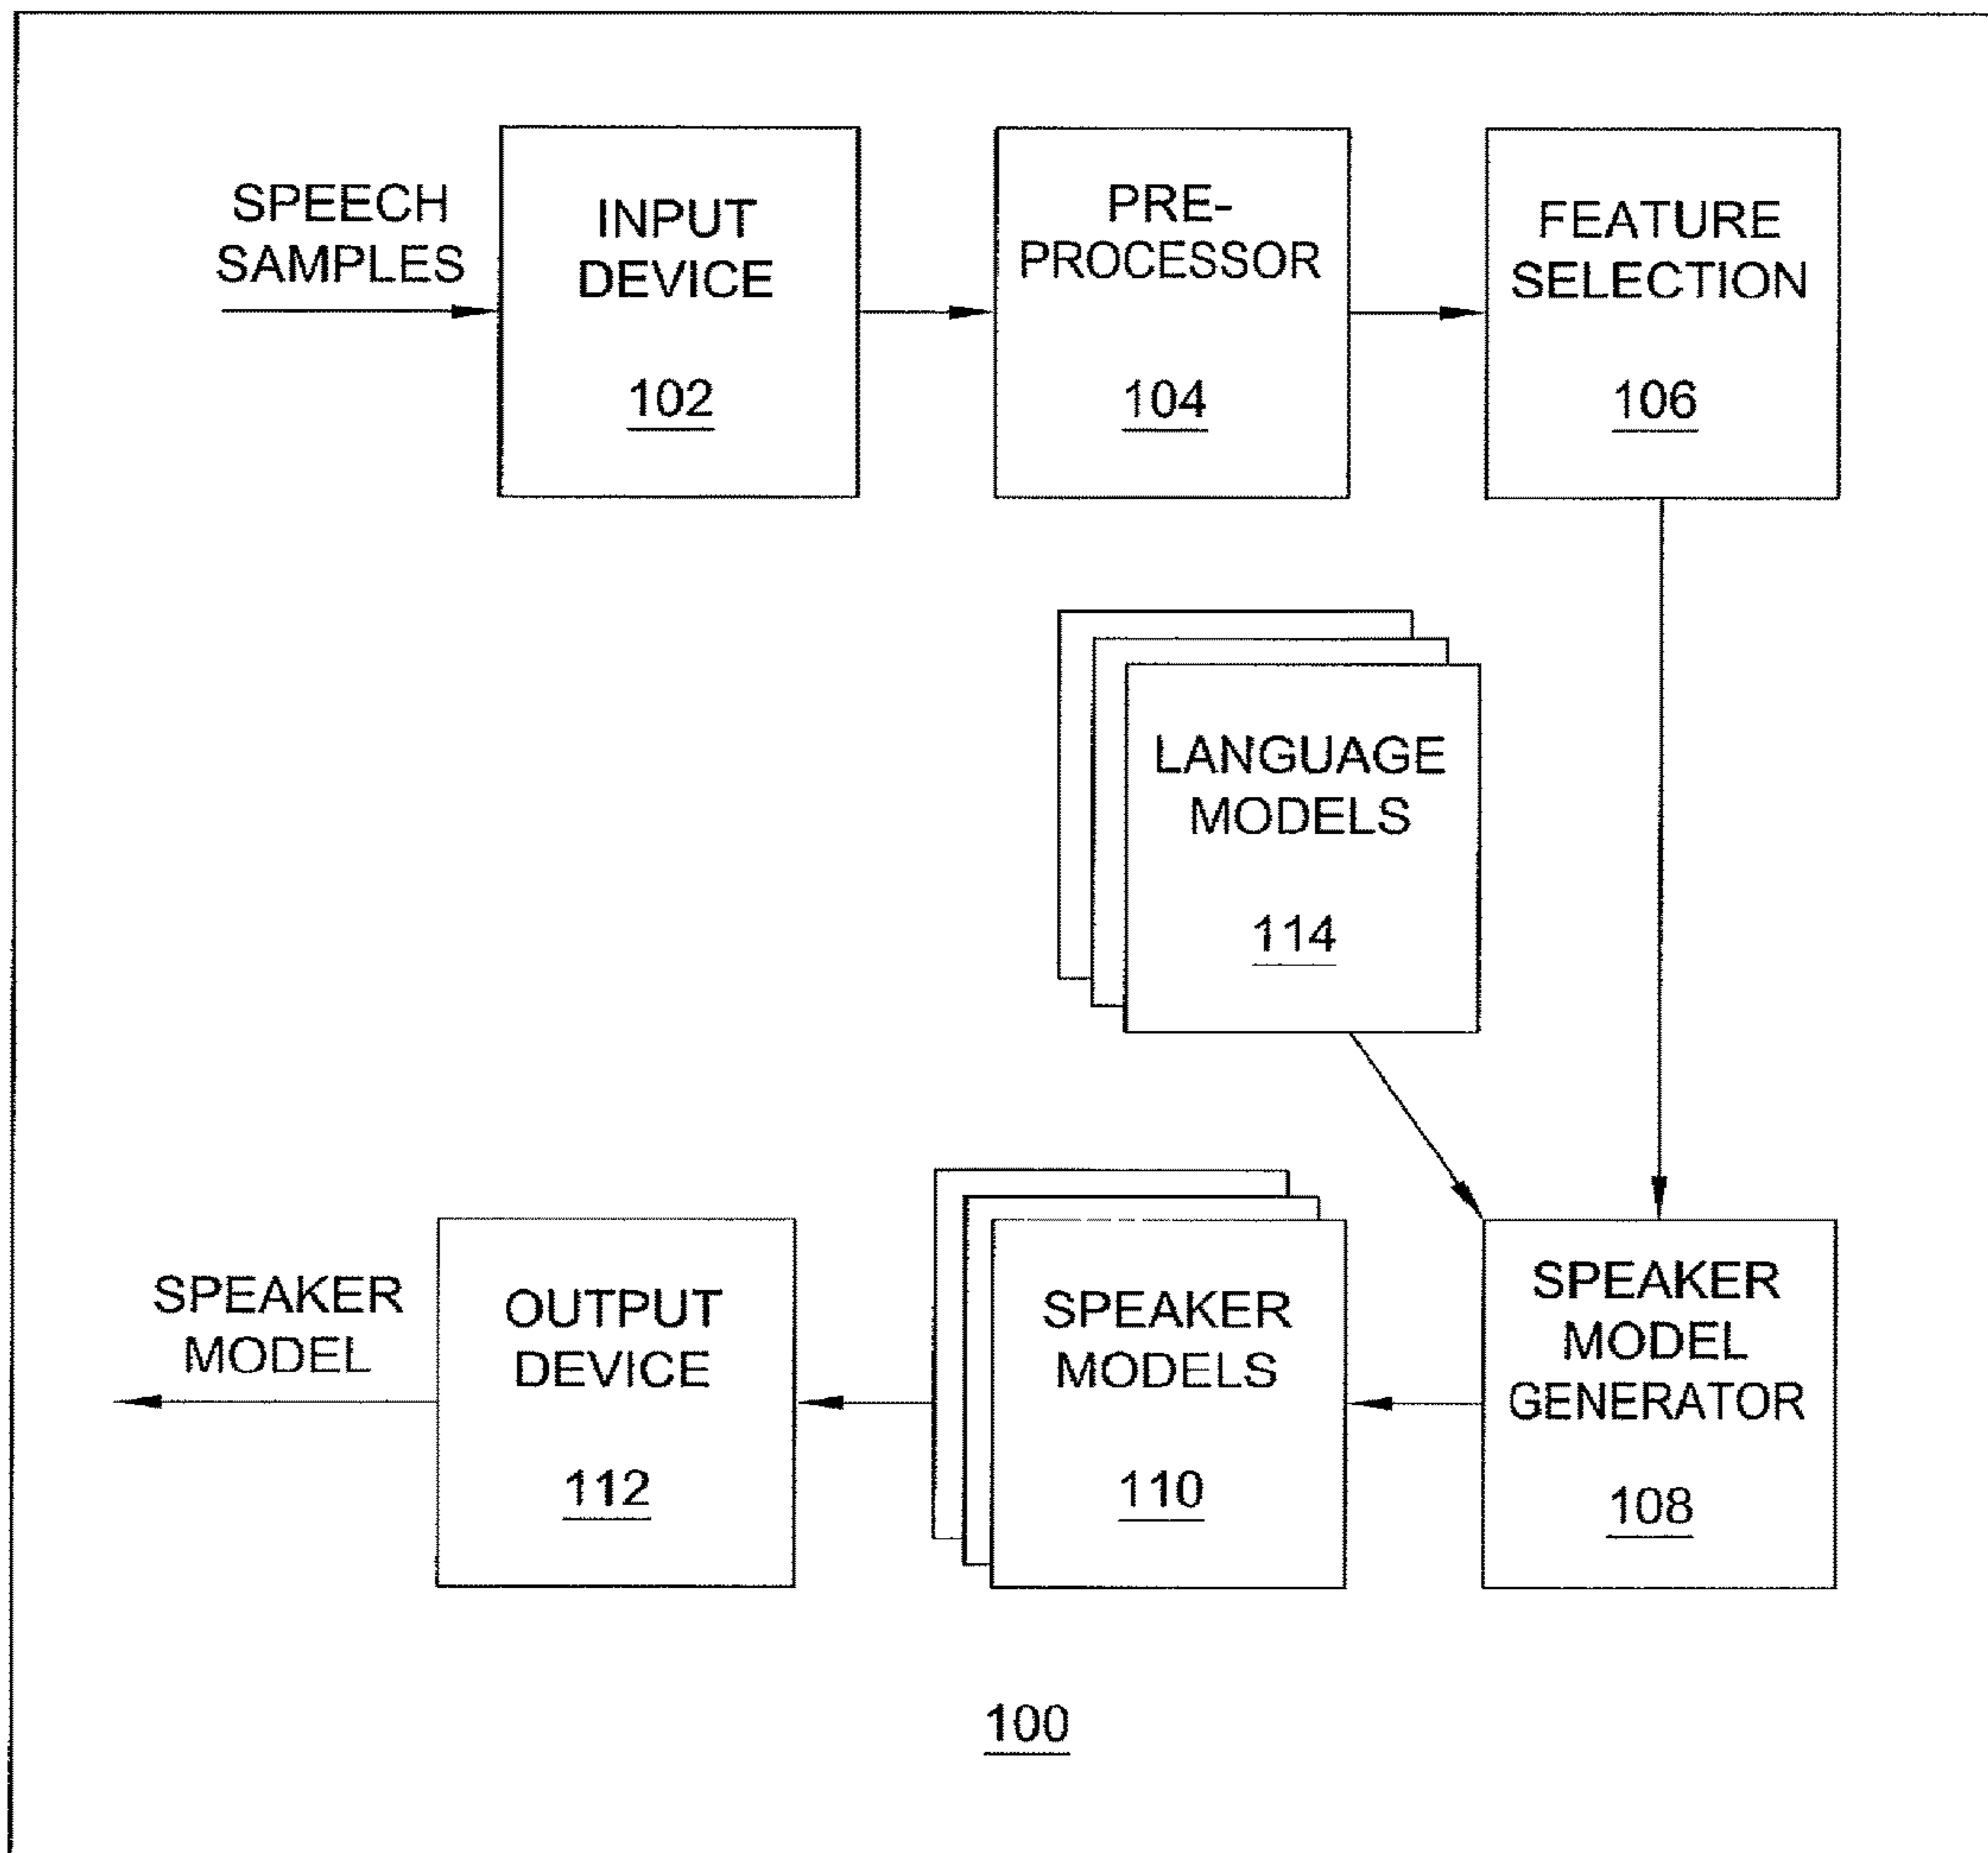 SPEECH
SAMPLES
INPUT
DEVICE
102
PRE-
PROCESSOR
104
FEATURE
SELECTION
106
LANGUAGE
MODELS
114
SPEAKER
MODEL
OUTPUT
DEVICE
112
SPEAKER
MODELS
110
SPEAKER
MODEL
GENERATOR
108
100